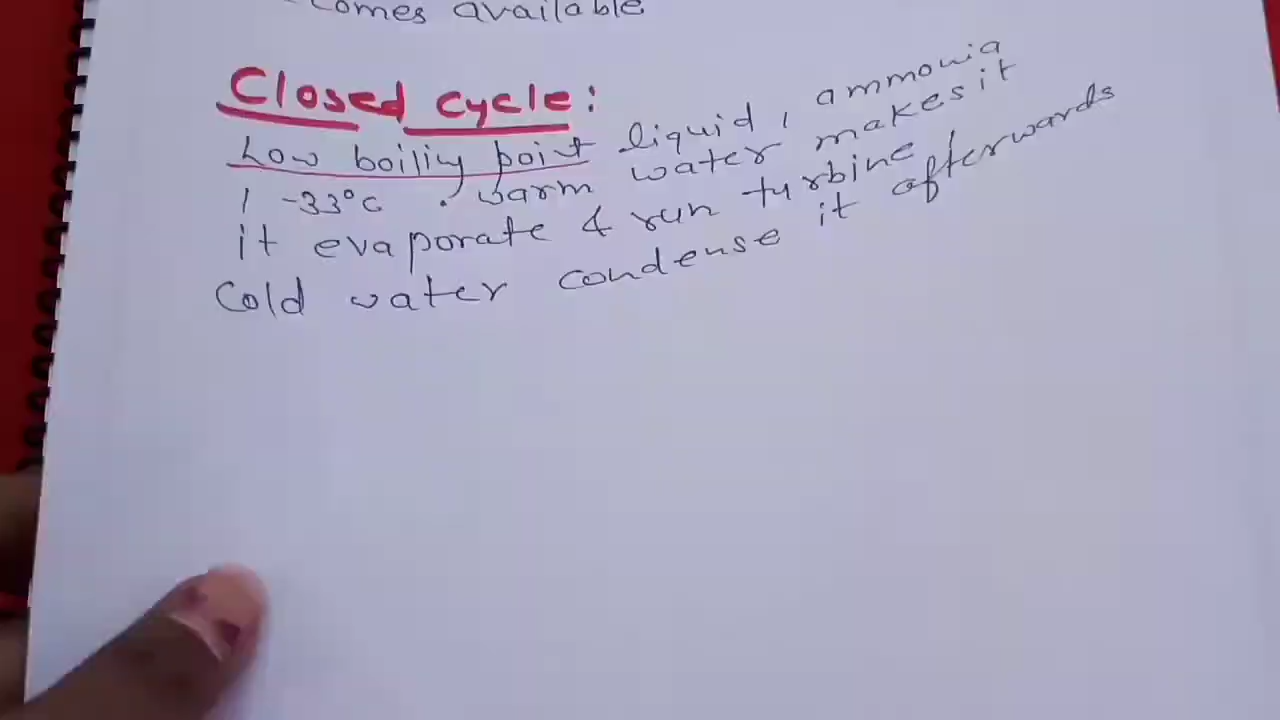 comes available
Closed cycle:
Low boiliy point liquid, ammonia
, -33°C . warm water makes it
it evaporate & run turbine
Cold water condense it afterwards